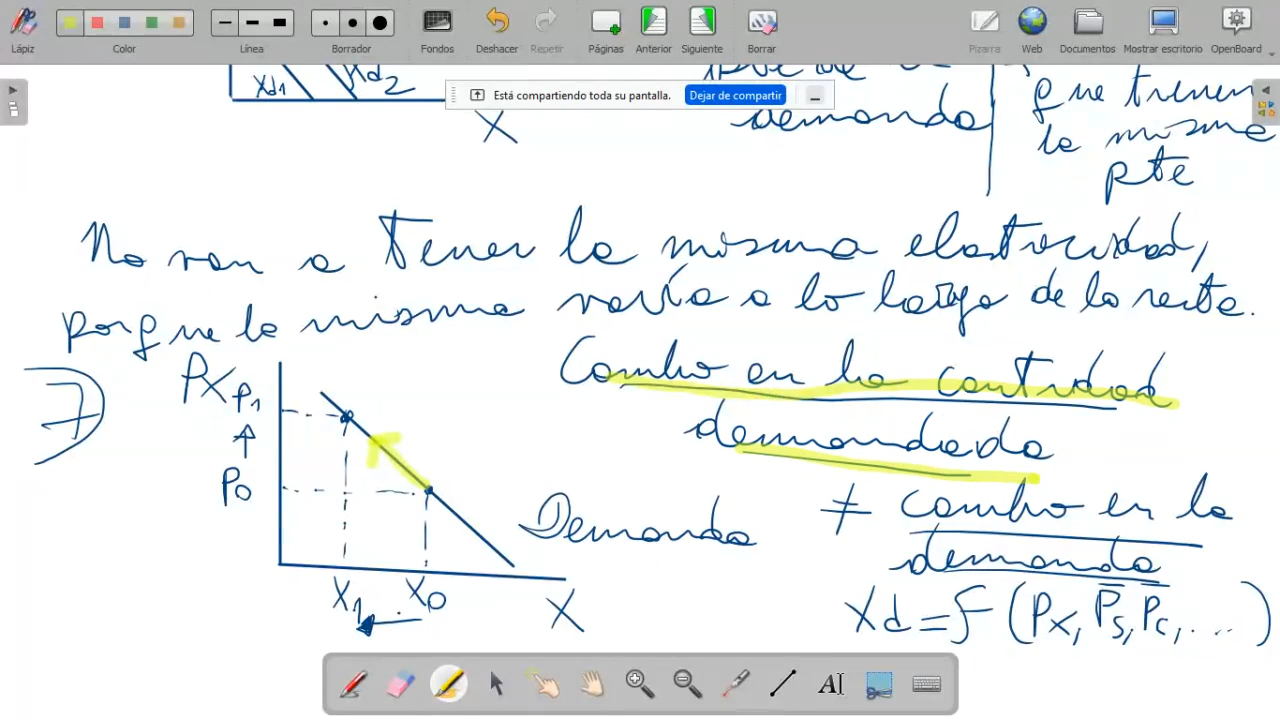 Lápiz Color Línea Borrador Fondos Deshacer Repetir Páginas Anterior Siguiente Borrar Pizarra Web Documentos Mostrar escritorio OpenBoard
Está compartiendo toda su pantalla. Dejar de compartir
Xd1 Xd2
X
demanda
que tienen
la misma
pte
No van a tener la misma elasticidad,
porque la misma varía a lo largo de la recta.
7)
Px
P1
P0
X1 X0
X
Demanda
Cambio en la cantidad
demandada
≠ cambio en la
demanda
Xd = f (Px, P̅s, P̅c, ....)